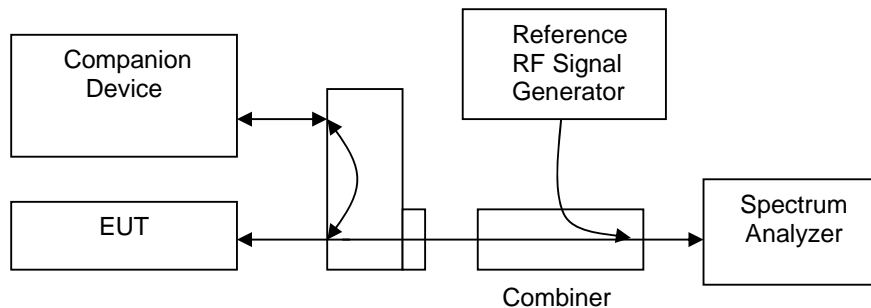 Companion
Device
Reference
RF Signal
Generator
EUT
Spectrum
Analyzer
Combiner